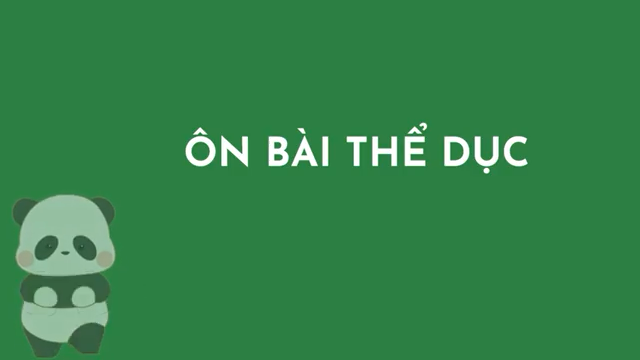 ÔN BÀI THỂ DỤC